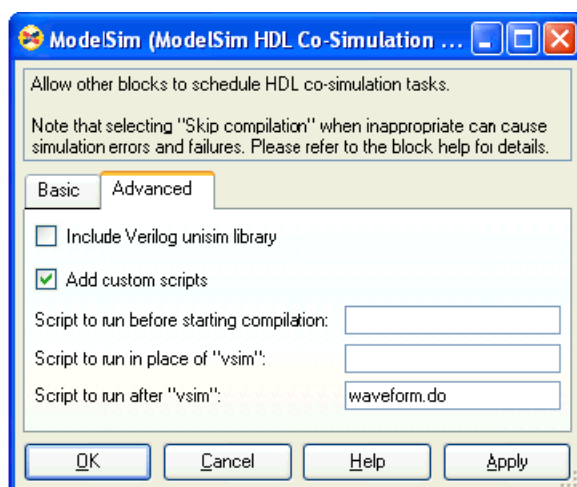 ModelSim (ModelSim HDL Co-Simulation ...
Allow other blocks to schedule HDL co-simulation tasks.
Note that selecting "Skip compilation" when inappropriate can cause
simulation errors and failures. Please refer to the block help for details.
Basic Advanced
Include Verilog unisim library
Add custom scripts
Script to run before starting compilation:
Script to run in place of "vsim":
Script to run after "vsim": waveform.do
OK Cancel Help Apply